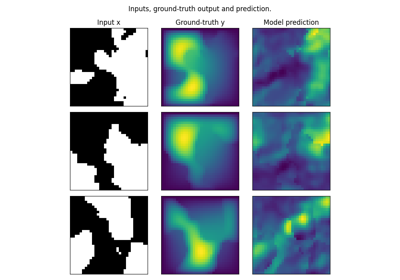 Inputs, ground-truth output and prediction.
Input x
Ground-truth y
Model prediction